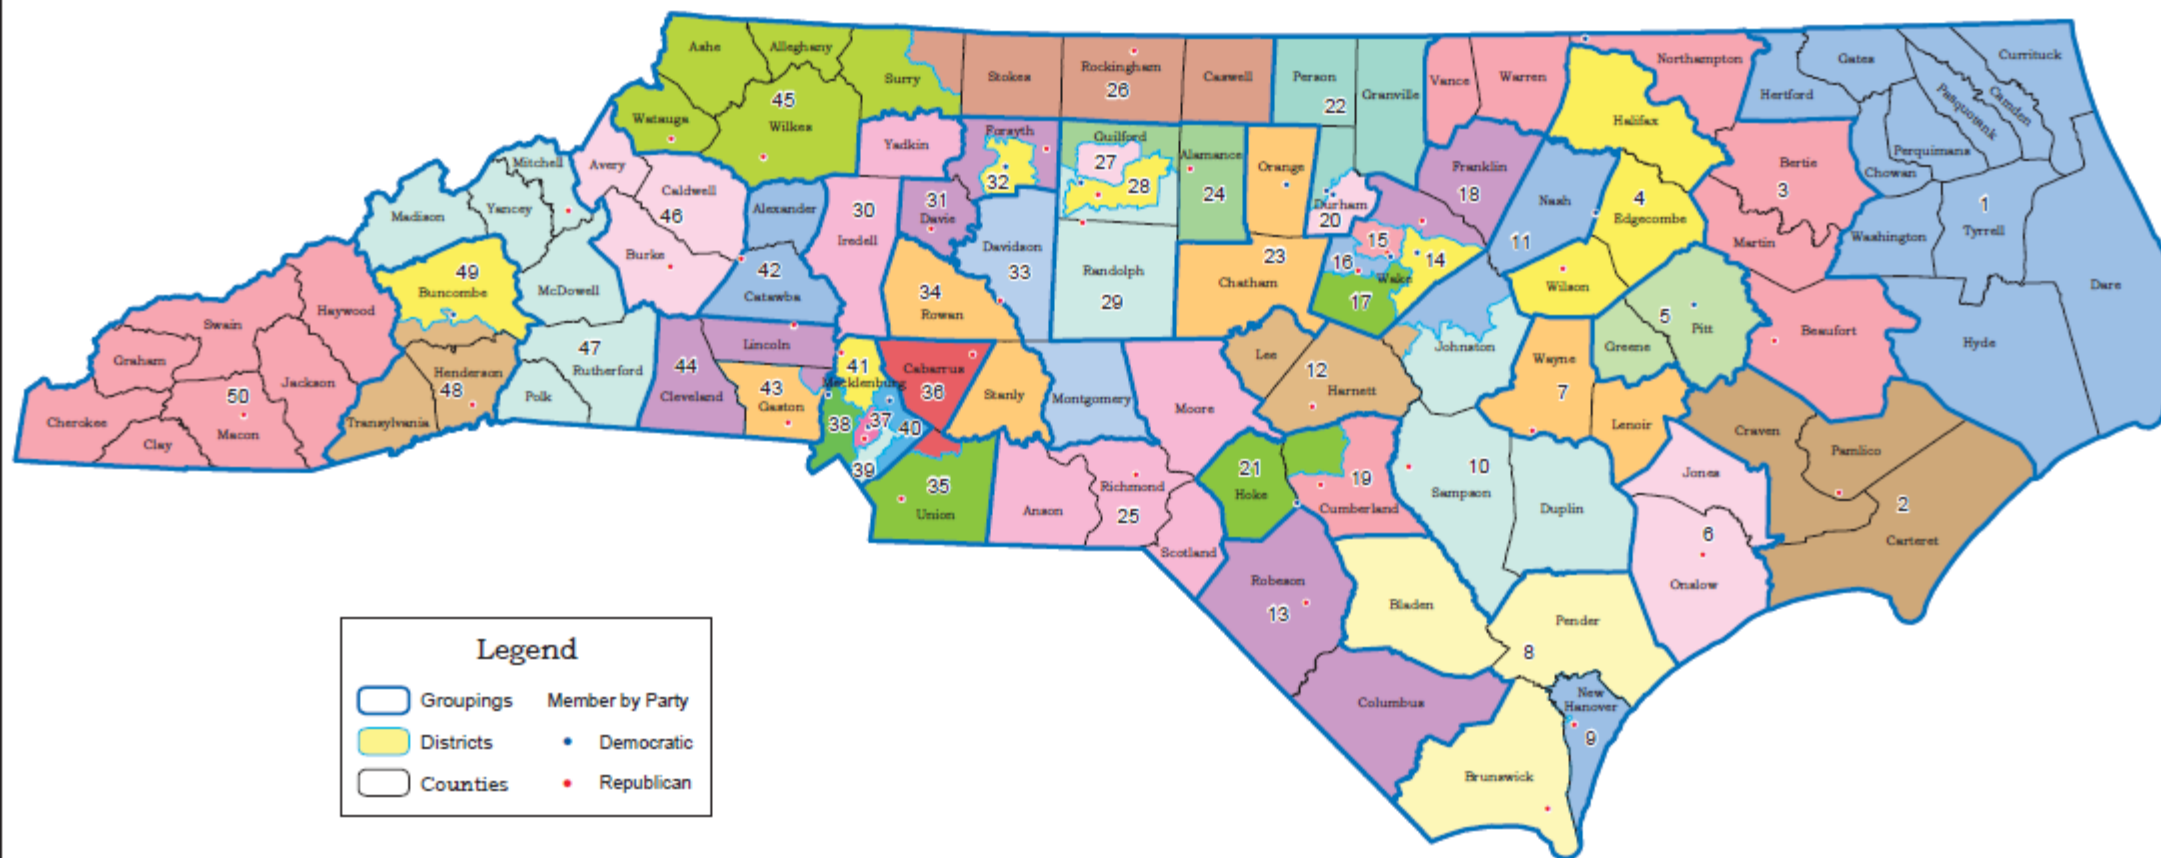 Ashe
Alleghany
Surry
Stokes
Rockingham
26
Caswell
Person
22
Granville
Vance
Warren
Northampton
Gates
Currituck
Hertford
Pasquotank
Camden
Watauga
45
Wilkes
Yadkin
Forsyth
32
Guilford
27
28
Alamance
24
Orange
Halifax
Perquimans
Chowan
Bertie
3
Martin
Mitchell
Avery
Caldwell
46
Burke
Madison
Yancey
Alexander
30
Iredell
31
Davie
Davidson
33
Durham
20
Franklin
18
Nash
11
4
Edgecombe
1
Tyrrell
Washington
Dare
Haywood
Swain
Graham
Jackson
Cherokee
Clay
50
Macon
49
Buncombe
McDowell
42
Catawba
34
Rowan
Randolph
29
23
Chatham
15
16
14
Wake
17
Wilson
5
Pitt
Greene
Beaufort
Hyde
Transylvania
Henderson
48
47
Rutherford
Polk
44
Cleveland
Lincoln
43
Gaston
41
Mecklenburg
38
37
40
39
Cabarrus
36
Stanly
Montgomery
Moore
Lee
12
Harnett
Johnston
Wayne
7
Lenoir
Craven
Pamlico
2
Carteret
Jones
6
Onslow
35
Union
Anson
Richmond
25
Scotland
21
Hoke
19
Cumberland
10
Sampson
Duplin
Robeson
13
Bladen
Pender
8
Columbus
New
Hanover
9
Brunswick
Legend
Groupings Member by Party
Districts Democratic
Counties Republican